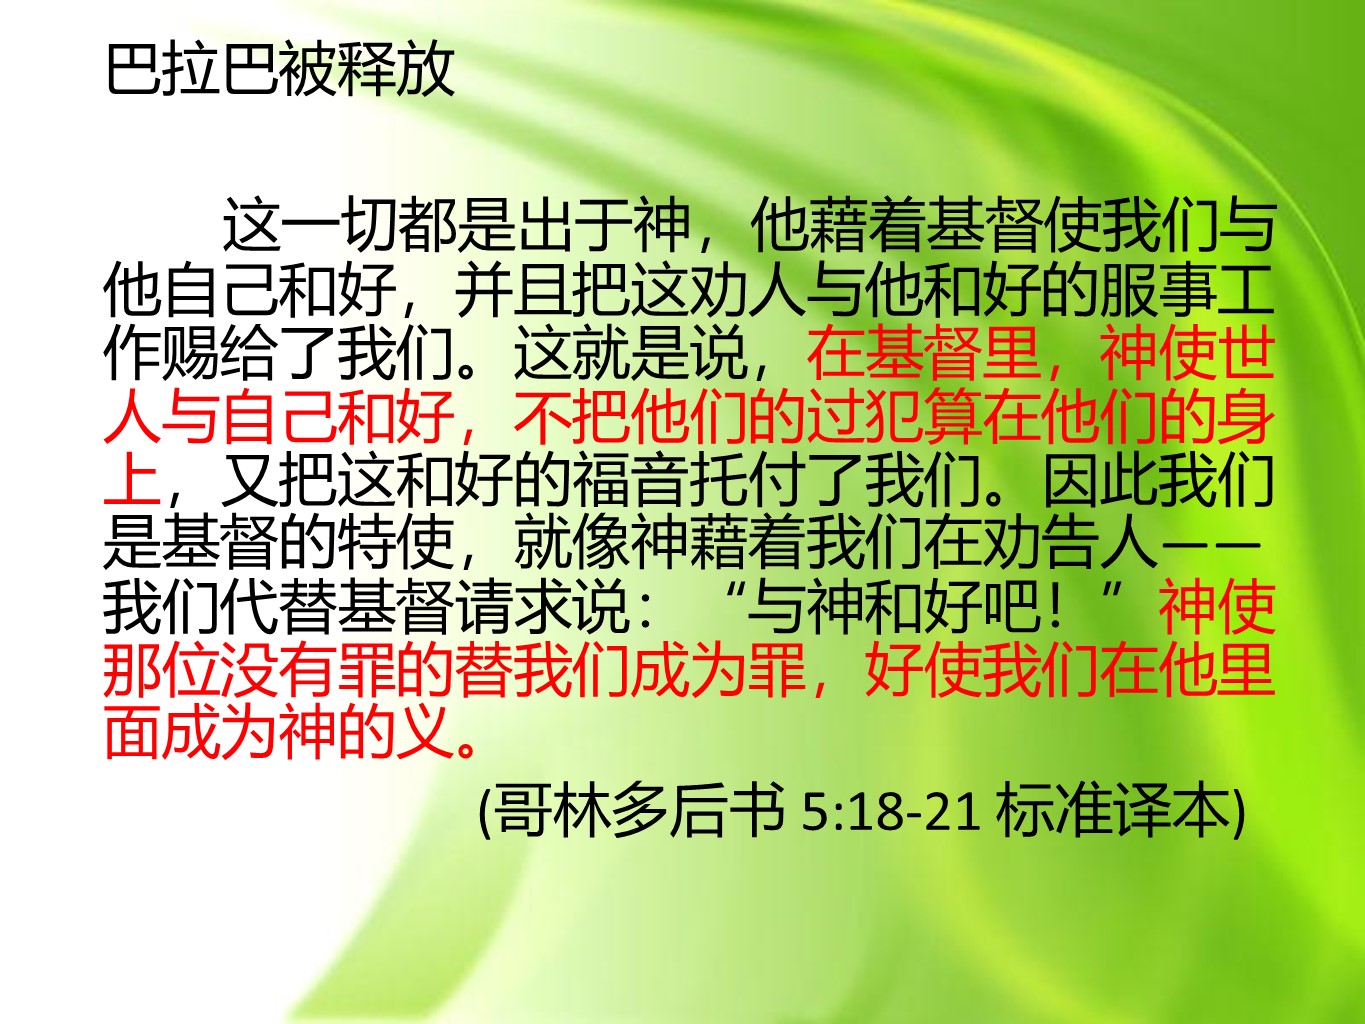 巴拉巴被释放
这一切都是出于神，他藉着基督使我们与
他自己和好，并且把这劝人与他和好的服事工
作赐给了我们。这就是说，在基督里，神使世
人与自己和好，不把他们的过犯算在他们的身
上，又把这和好的福音托付了我们。因此我们
是基督的特使，就像神藉着我们在劝告人——
我们代替基督请求说：“与神和好吧！”神使
那位没有罪的替我们成为罪，好使我们在他里
面成为神的义。
(哥林多后书 5:18-21 标准译本)